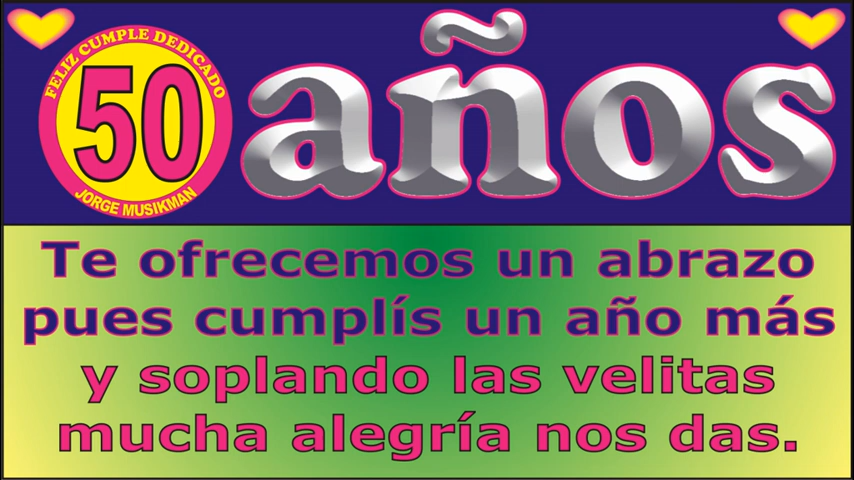 FELIZ CUMPLE DEDICADO
50
JORGE MUSIKMAN
años
Te ofrecemos un abrazo
pues cumplís un año más
y soplando las velitas
mucha alegría nos das.